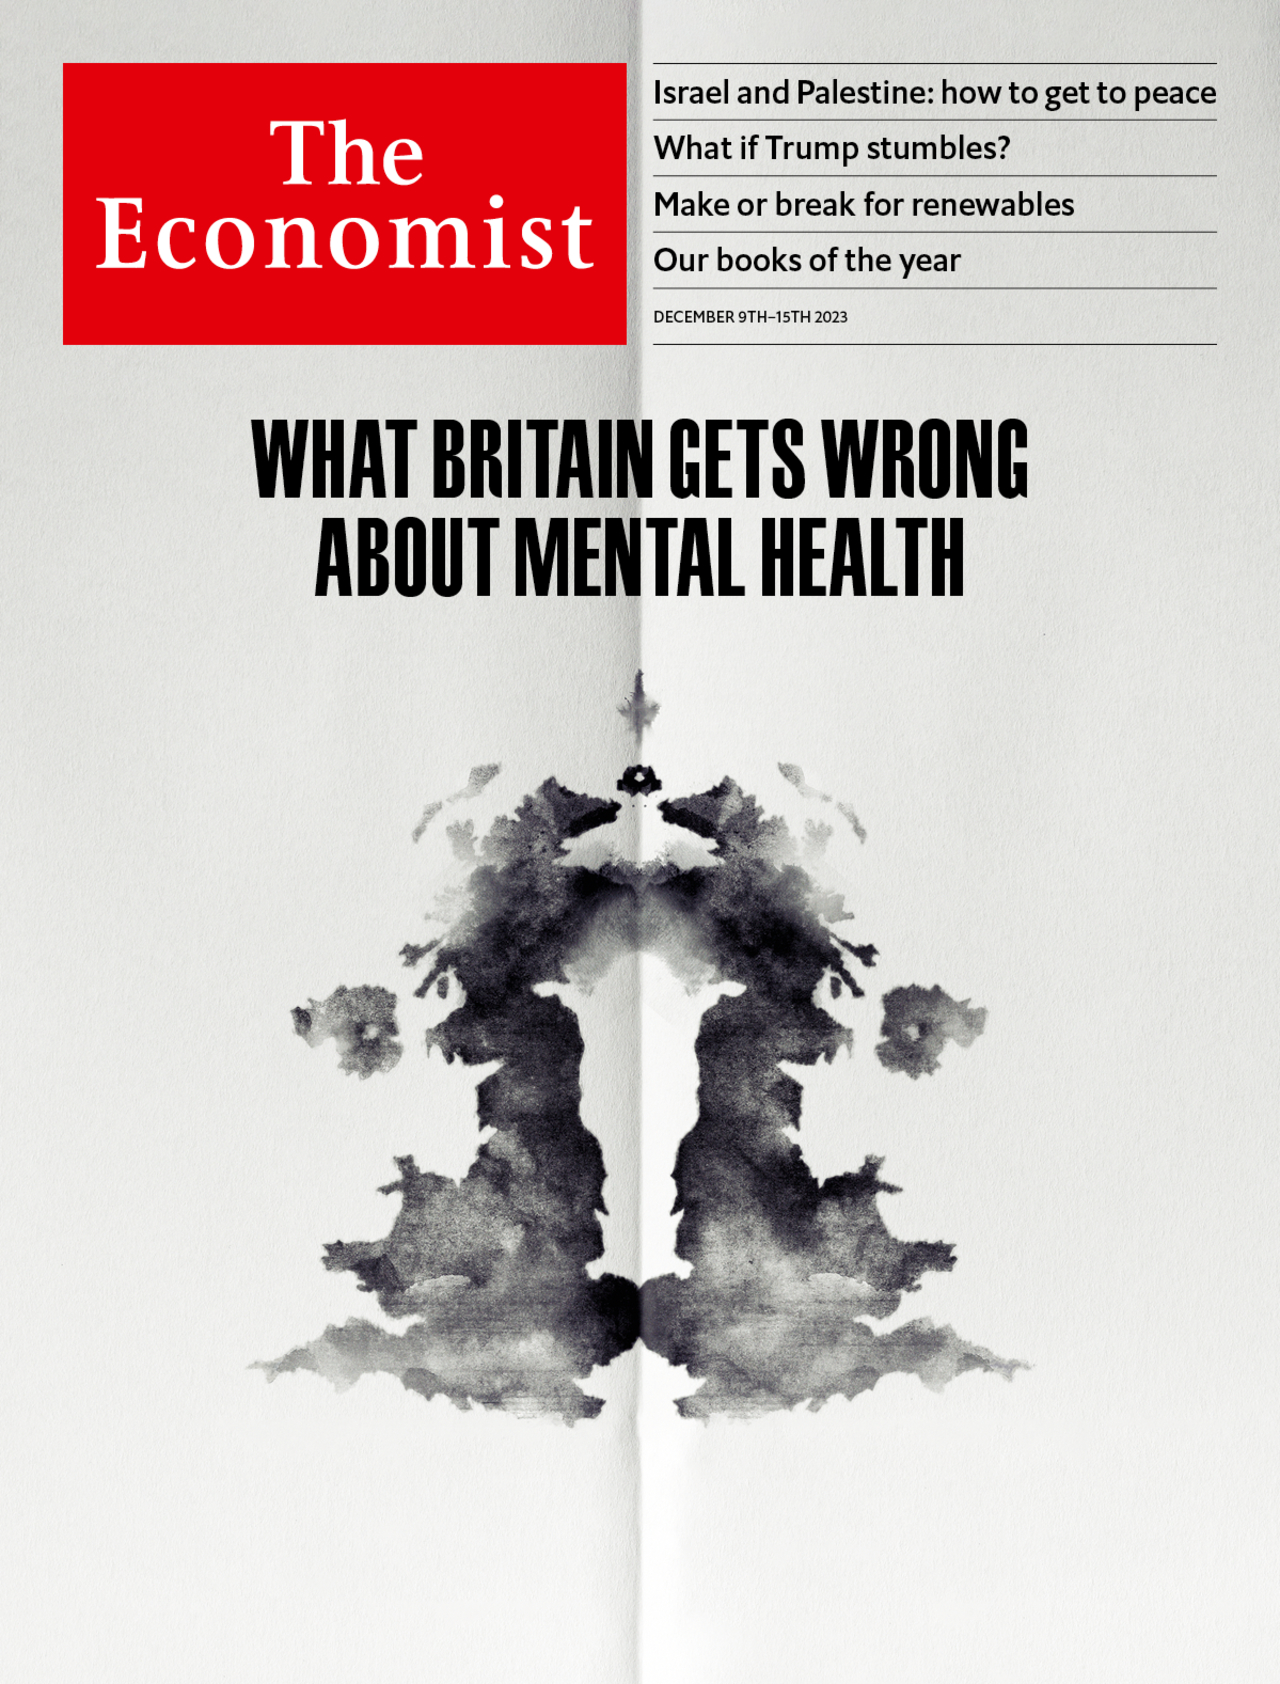 The
Economist
Israel and Palestine: how to get to peace
What if Trump stumbles?
Make or break for renewables
Our books of the year
DECEMBER 9TH–15TH 2023
WHAT BRITAIN GETS WRONG
ABOUT MENTAL HEALTH